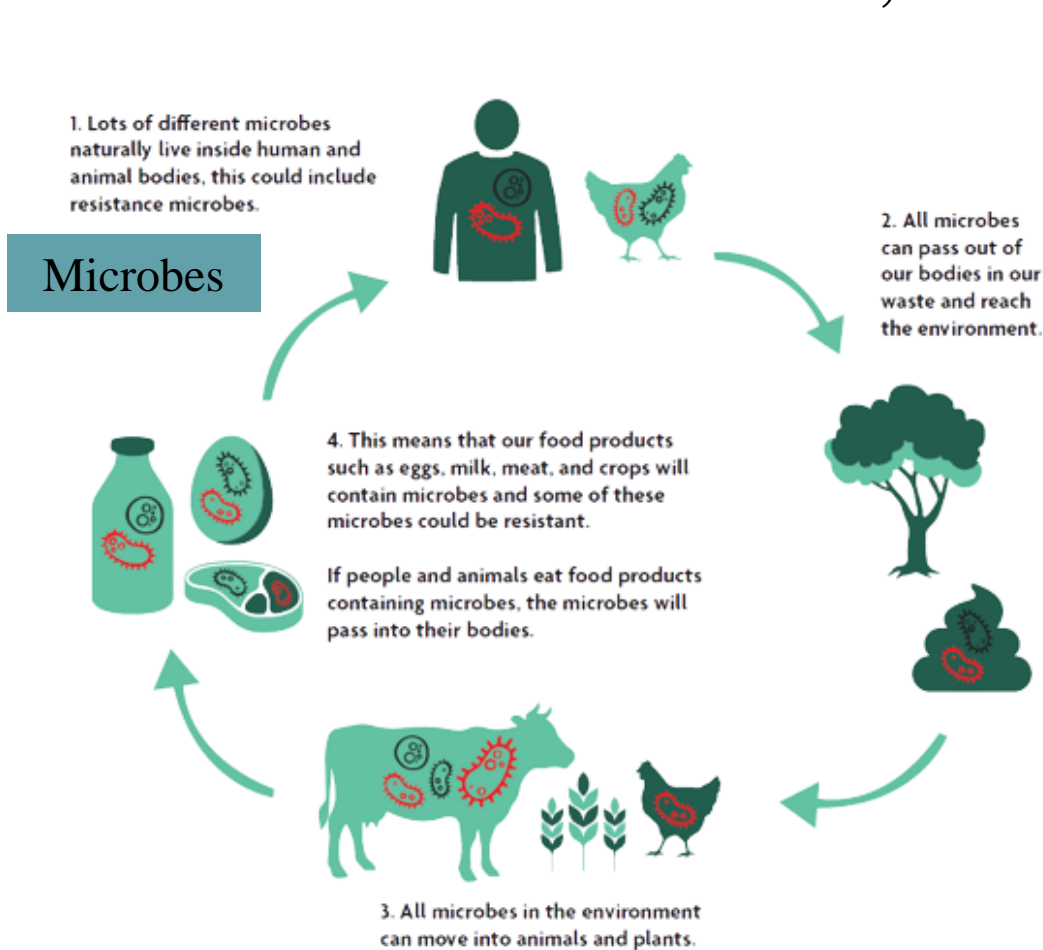 1. Lots of different microbes
naturally live inside human and
animal bodies, this could include
resistance microbes.
Microbes
2. All microbes
can pass out of
our bodies in our
waste and reach
the environment.
4. This means that our food products
such as eggs, milk, meat, and crops will
contain microbes and some of these
microbes could be resistant.
If people and animals eat food products
containing microbes, the microbes will
pass into their bodies.
3. All microbes in the environment
can move into animals and plants.